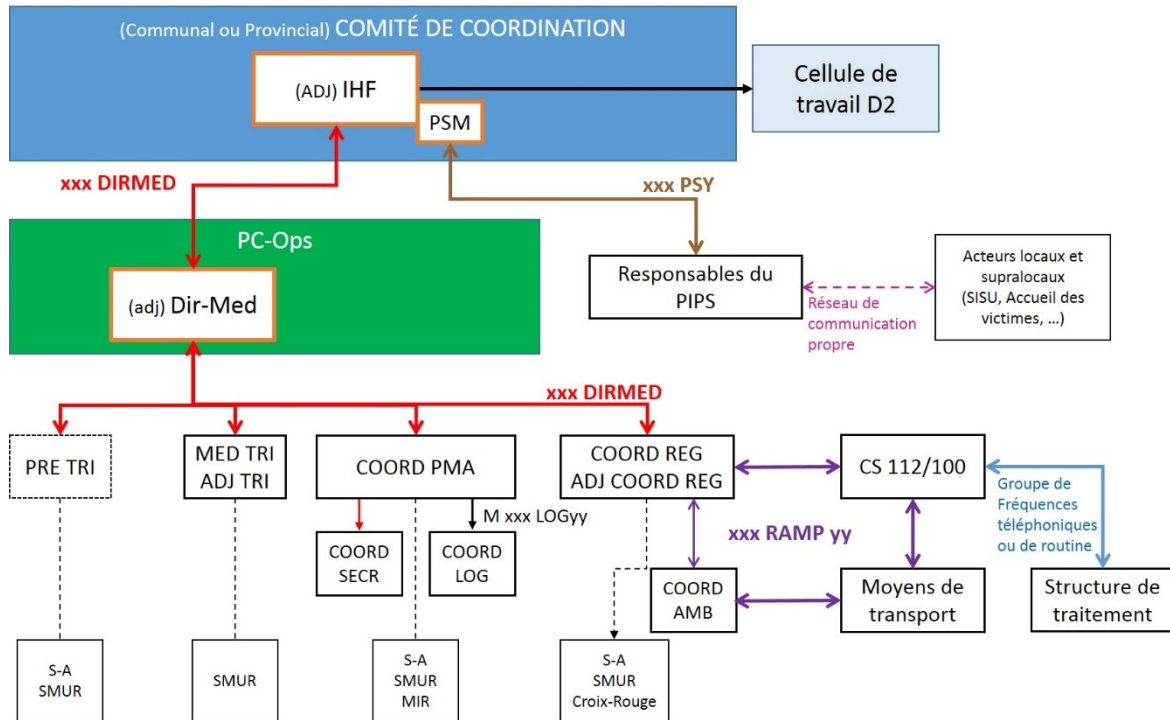 (Communal ou Provincial) COMITÉ DE COORDINATION
(ADJ) IHF
PSM
Cellule de
travail D2
xxx DIRMED
xxx PSY
PC-Ops
(adj) Dir-Med
Responsables du
PIPS
Réseau de
communication
propre
Acteurs locaux et
supralocaux
(SISU, Accueil des
victimes, ...)
xxx DIRMED
PRE TRI
MED TRI
ADJ TRI
COORD PMA
COORD REG
ADJ COORD REG
CS 112/100
Groupe de
Fréquences
téléphoniques
ou de routine
M xxx LOGyy
xxx RAMP yy
COORD
SECR
COORD
LOG
COORD
AMB
Moyens de
transport
Structure de
traitement
S-A
SMUR
SMUR
S-A
SMUR
MIR
S-A
SMUR
Croix-Rouge